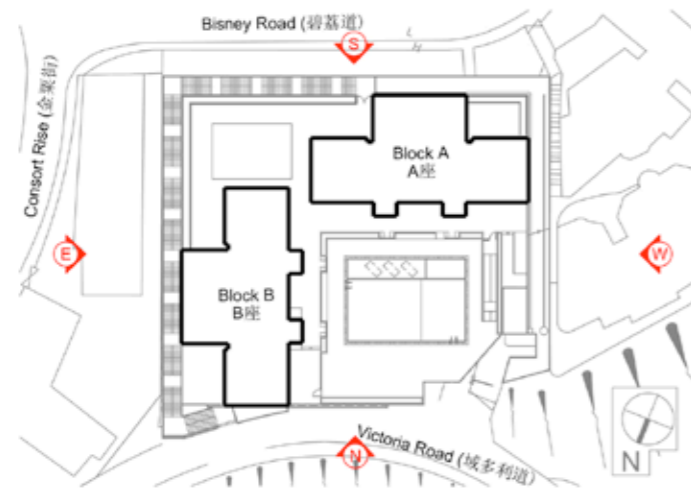 Bisney Road (碧荔道)
L
H
S
Consort Rise (金粟街)
Block A
A座
E
W
Block B
B座
Victoria Road (域多利道)
N
N